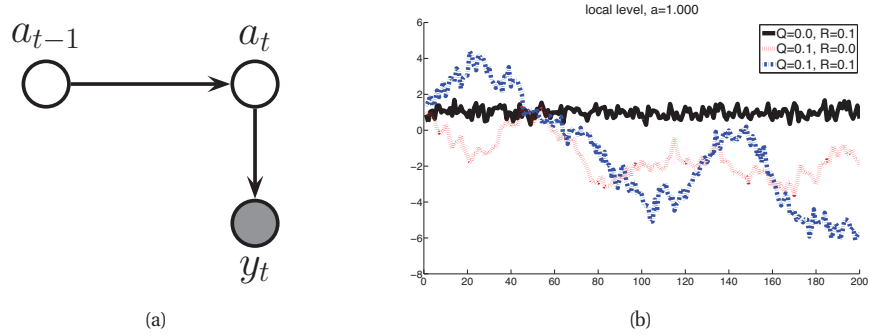 a_{t−1}
a_t
y_t
(a)
local level, a=1.000
Q=0.0, R=0.1
Q=0.1, R=0.0
Q=0.1, R=0.1
6
4
2
0
−2
−4
−6
−8
0 20 40 60 80 100 120 140 160 180 200
(b)